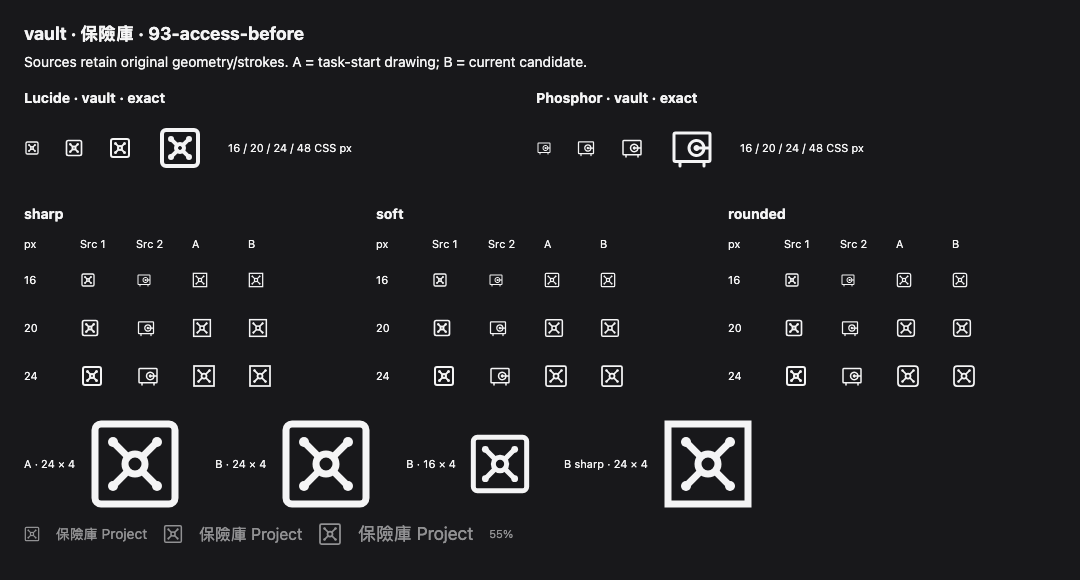 vault · 保險庫 · 93-access-before
Sources retain original geometry/strokes. A = task-start drawing; B = current candidate.
Lucide · vault · exact
Phosphor · vault · exact
16 / 20 / 24 / 48 CSS px
16 / 20 / 24 / 48 CSS px
sharp
soft
rounded
px Src 1 Src 2 A B
px Src 1 Src 2 A B
px Src 1 Src 2 A B
16
16
16
20
20
20
24
24
24
A · 24 × 4
B · 24 × 4
B · 16 × 4
B sharp · 24 × 4
保險庫 Project
保險庫 Project
保險庫 Project
55%